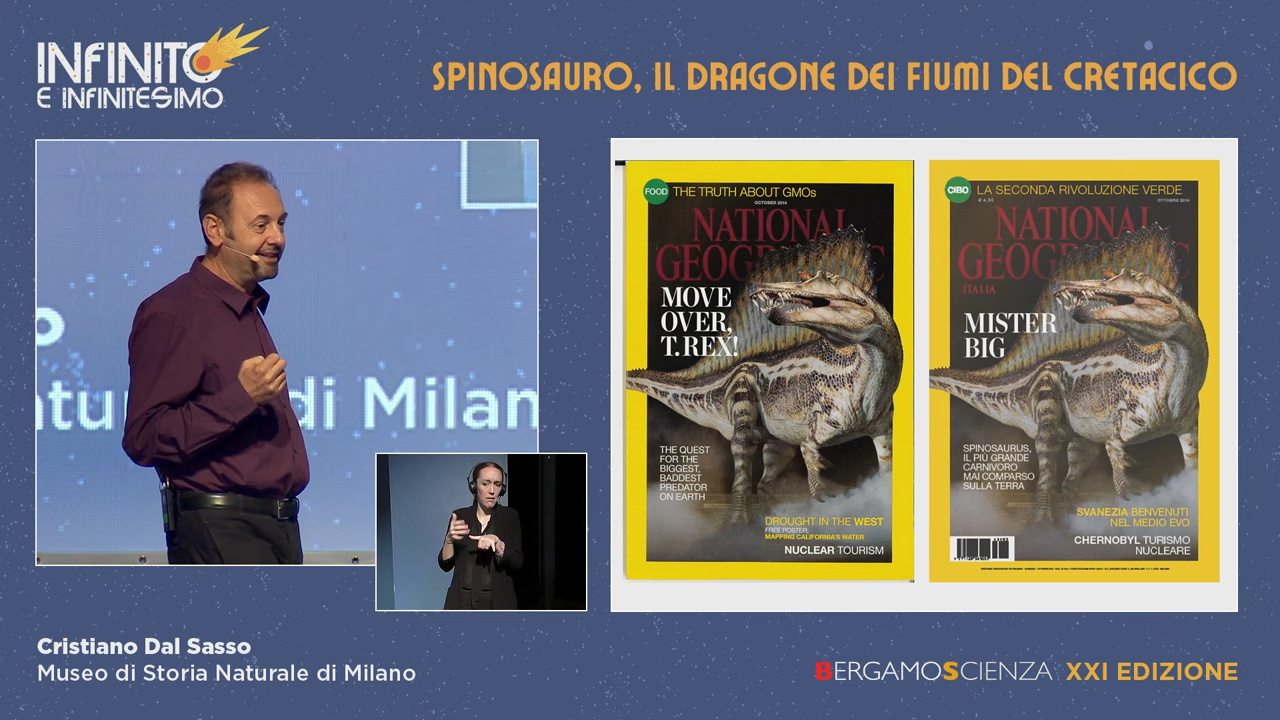 INFINITO
E INFINITESIMO
SPINOSAURO, IL DRAGONE DEI FIUMI DEL CRETACICO
di Milan
FOOD
THE TRUTH ABOUT GMOs
OCTOBER 2014
NATIONAL
MOVE
OVER,
T. REX!
THE QUEST
FOR THE
BIGGEST,
BADDEST
PREDATOR
ON EARTH
DROUGHT IN THE WEST
FREE POSTER:
MAPPING CALIFORNIA'S WATER
NUCLEAR TOURISM
CIBO
LA SECONDA RIVOLUZIONE VERDE
€ 4,50
OTTOBRE 2014
NATIONAL
ITALIA
MISTER
BIG
SPINOSAURUS,
IL PIÙ GRANDE
CARNIVORO
MAI COMPARSO
SULLA TERRA
SVANEZIA BENVENUTI
NEL MEDIO EVO
CHERNOBYL TURISMO
NUCLEARE
Cristiano Dal Sasso
Museo di Storia Naturale di Milano
BERGAMOSCIENZA XXI EDIZIONE